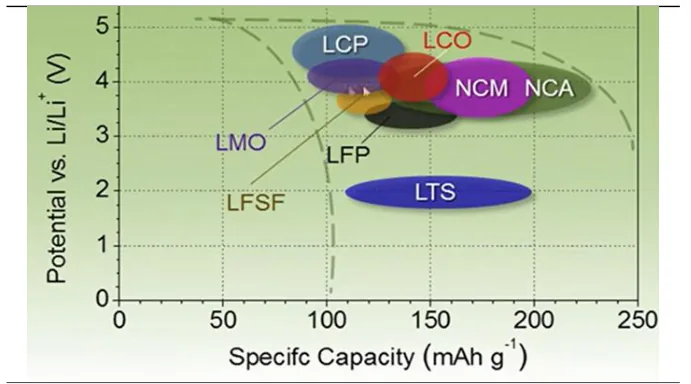 5
4
3
2
1
0
Potential vs. Li/Li⁺ (V)
LCP
LCO
NCM
NCA
LMO
LFP
LFSF
LTS
0 50 100 150 200 250
Specifc Capacity (mAh g⁻¹)